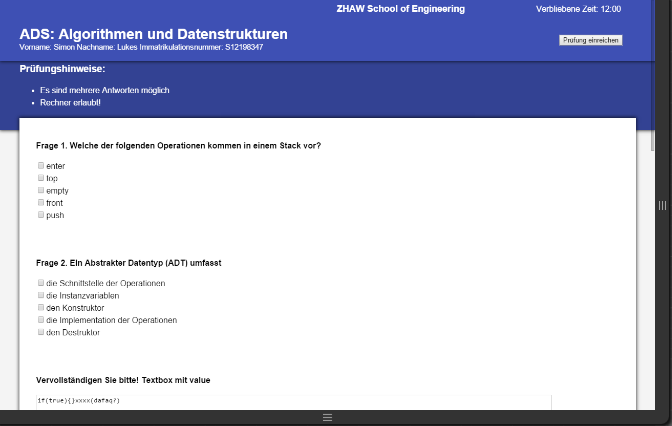 ZHAW School of Engineering
Verbliebene Zeit: 12:00
ADS: Algorithmen und Datenstrukturen
Vorname: Simon Nachname: Lukes Immatrikulationsnummer: S12198347
Prüfung einreichen
Prüfungshinweise:
Es sind mehrere Antworten möglich
Rechner erlaubt!
Frage 1. Welche der folgenden Operationen kommen in einem Stack vor?
enter
top
empty
front
push
Frage 2. Ein Abstrakter Datentyp (ADT) umfasst
die Schnittstelle der Operationen
die Instanzvariablen
den Konstruktor
die Implementation der Operationen
den Destruktor
Vervollständigen Sie bitte! Textbox mit value
if(true){}xxxx(dafaq?)